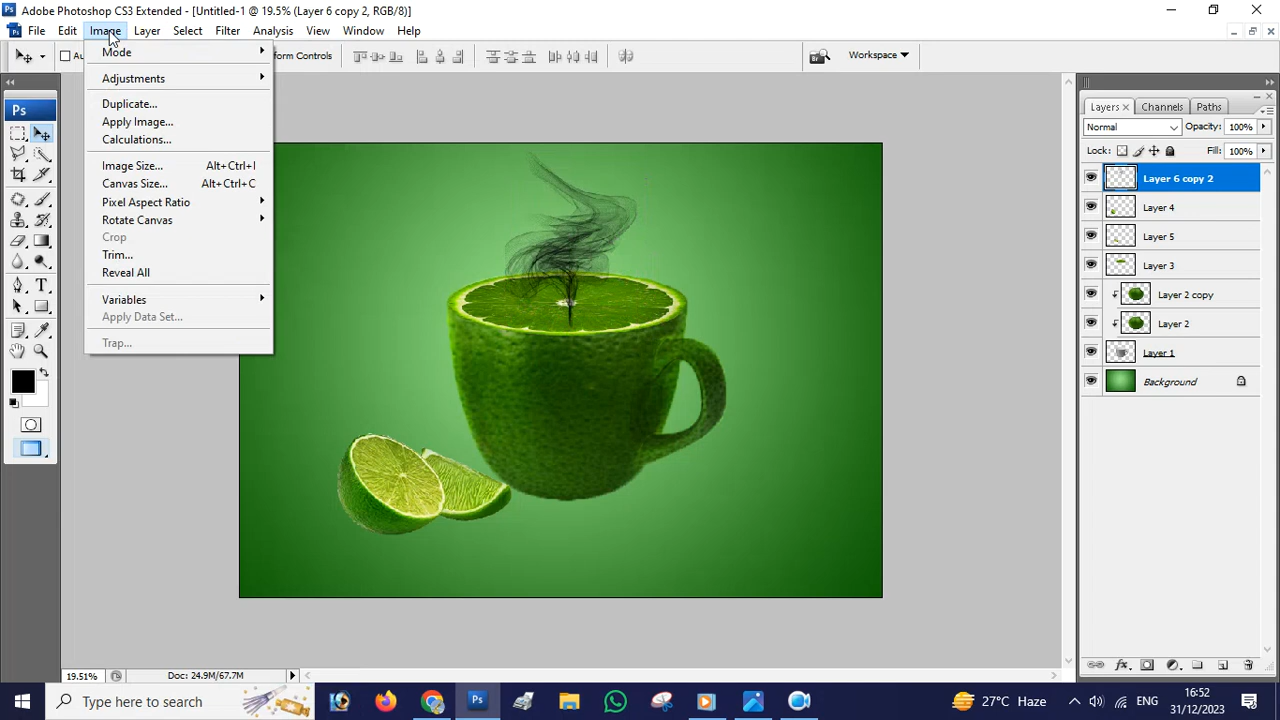 Adobe Photoshop CS3 Extended - [Untitled-1 @ 19.5% (Layer 6 copy 2, RGB/8)]
File Edit Image Layer Select Filter Analysis View Window Help
Workspace
Mode
Adjustments
Duplicate...
Apply Image...
Calculations...
Image Size... Alt+Ctrl+I
Canvas Size... Alt+Ctrl+C
Pixel Aspect Ratio
Rotate Canvas
Crop
Trim...
Reveal All
Variables
Apply Data Set...
Trap...
form Controls
Ps
Layers Channels Paths
Normal Opacity: 100%
Lock: Fill: 100%
Layer 6 copy 2
Layer 4
Layer 5
Layer 3
Layer 2 copy
Layer 2
Layer 1
Background
19.51% Doc: 24.9M/67.7M
Type here to search
Ps
27°C Haze
ENG
16:52
31/12/2023